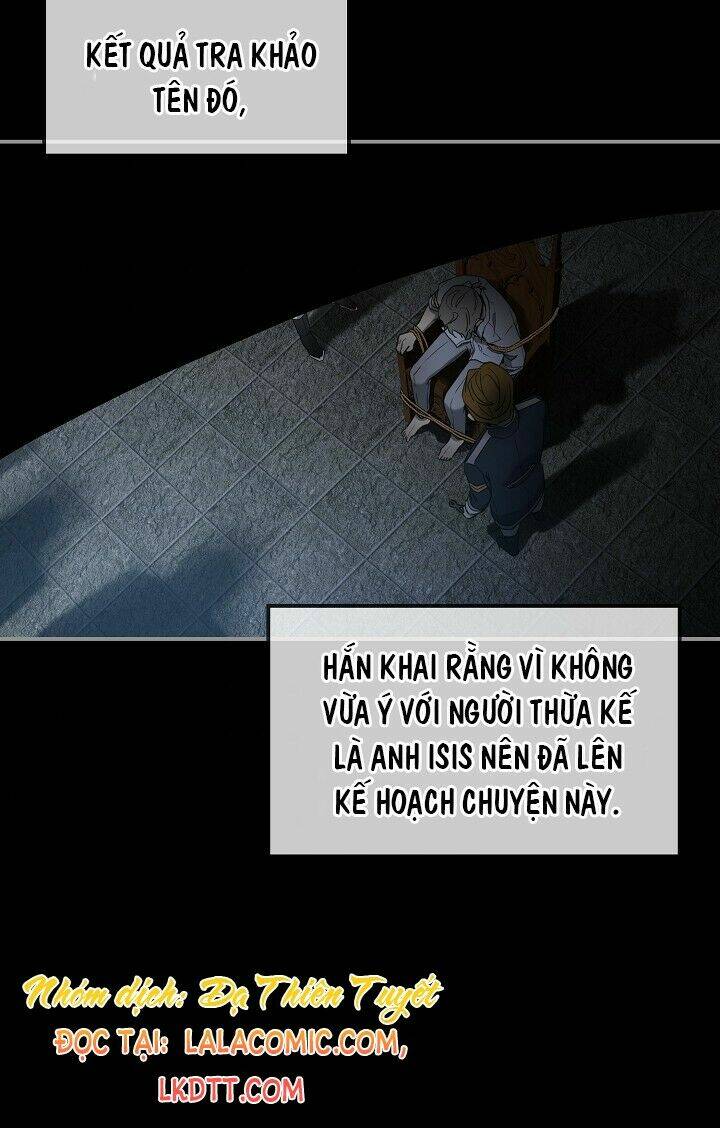 KẾT QUẢ TRA KHẢO
TÊN ĐÓ,
HẮN KHAI RẰNG VÌ KHÔNG
VỪA Ý VỚI NGƯỜI THỪA KẾ
LÀ ANH ISIS NÊN ĐÃ LÊN
KẾ HOẠCH CHUYỆN NÀY.
Nhóm dịch: Dạ Thiên Tuyết
ĐỌC TẠI: LALACOMIC.COM,
LKDTT.COM